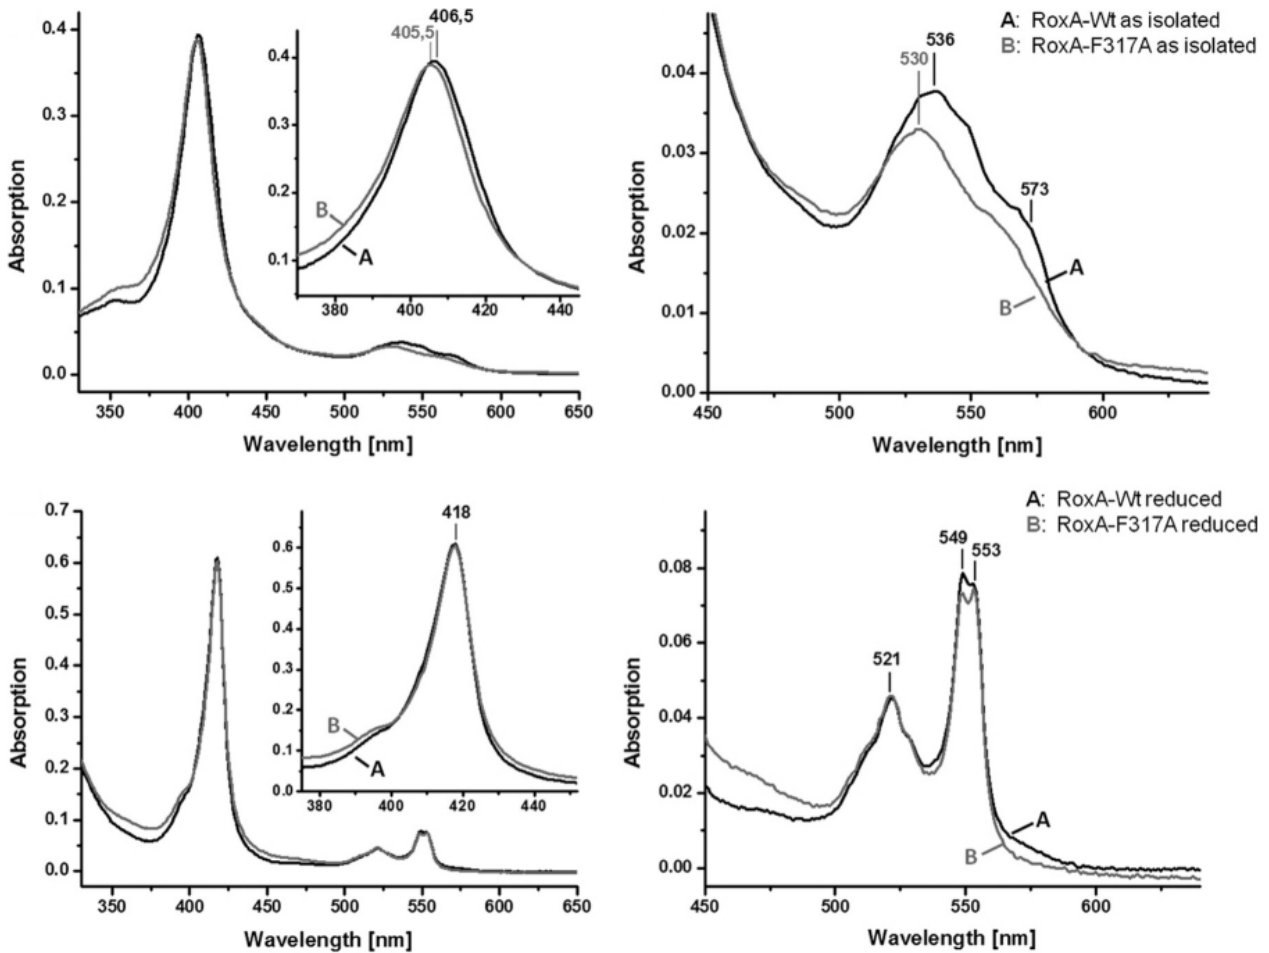 0.4
0.3
0.2
0.1
0.0
Absorption
350 400 450 500 550 600 650
Wavelength [nm]
405,5 406,5
0.4
0.3
0.2
0.1
380 400 420 440
B
A
A: RoxA-Wt as isolated
B: RoxA-F317A as isolated
0.04
0.03
0.02
0.01
0.00
Absorption
450 500 550 600
Wavelength [nm]
530 536
573
A
B
0.7
0.6
0.5
0.4
0.3
0.2
0.1
0.0
Absorption
350 400 450 500 550 600 650
Wavelength [nm]
418
0.6
0.5
0.4
0.3
0.2
0.1
0.0
380 400 420 440
B
A
A: RoxA-Wt reduced
B: RoxA-F317A reduced
0.08
0.06
0.04
0.02
0.00
Absorption
450 500 550 600
Wavelength [nm]
521
549 553
A
B